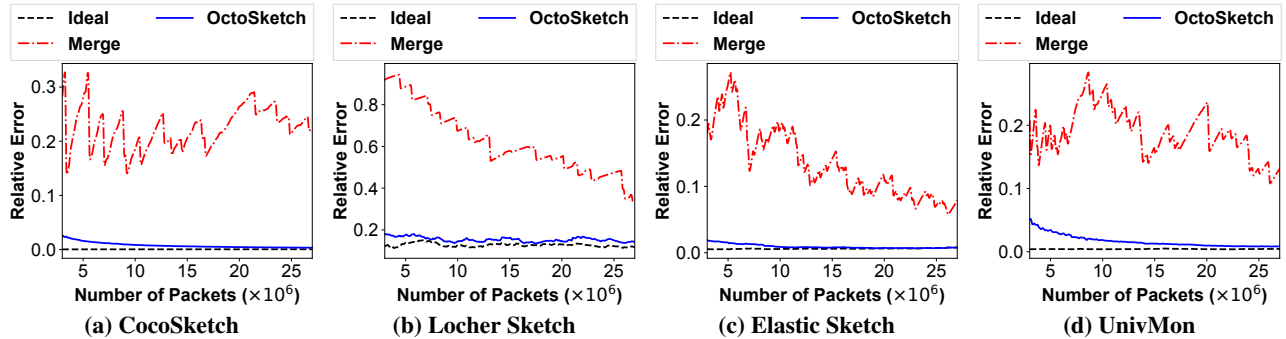 Ideal OctoSketch
Merge
Relative Error
0.3
0.2
0.1
0.0
5 10 15 20 25
Number of Packets (×10⁶)
(a) CocoSketch
Ideal OctoSketch
Merge
Relative Error
0.8
0.6
0.4
0.2
5 10 15 20 25
Number of Packets (×10⁶)
(b) Locher Sketch
Ideal OctoSketch
Merge
Relative Error
0.2
0.1
0.0
5 10 15 20 25
Number of Packets (×10⁶)
(c) Elastic Sketch
Ideal OctoSketch
Merge
Relative Error
0.2
0.1
0.0
5 10 15 20 25
Number of Packets (×10⁶)
(d) UnivMon